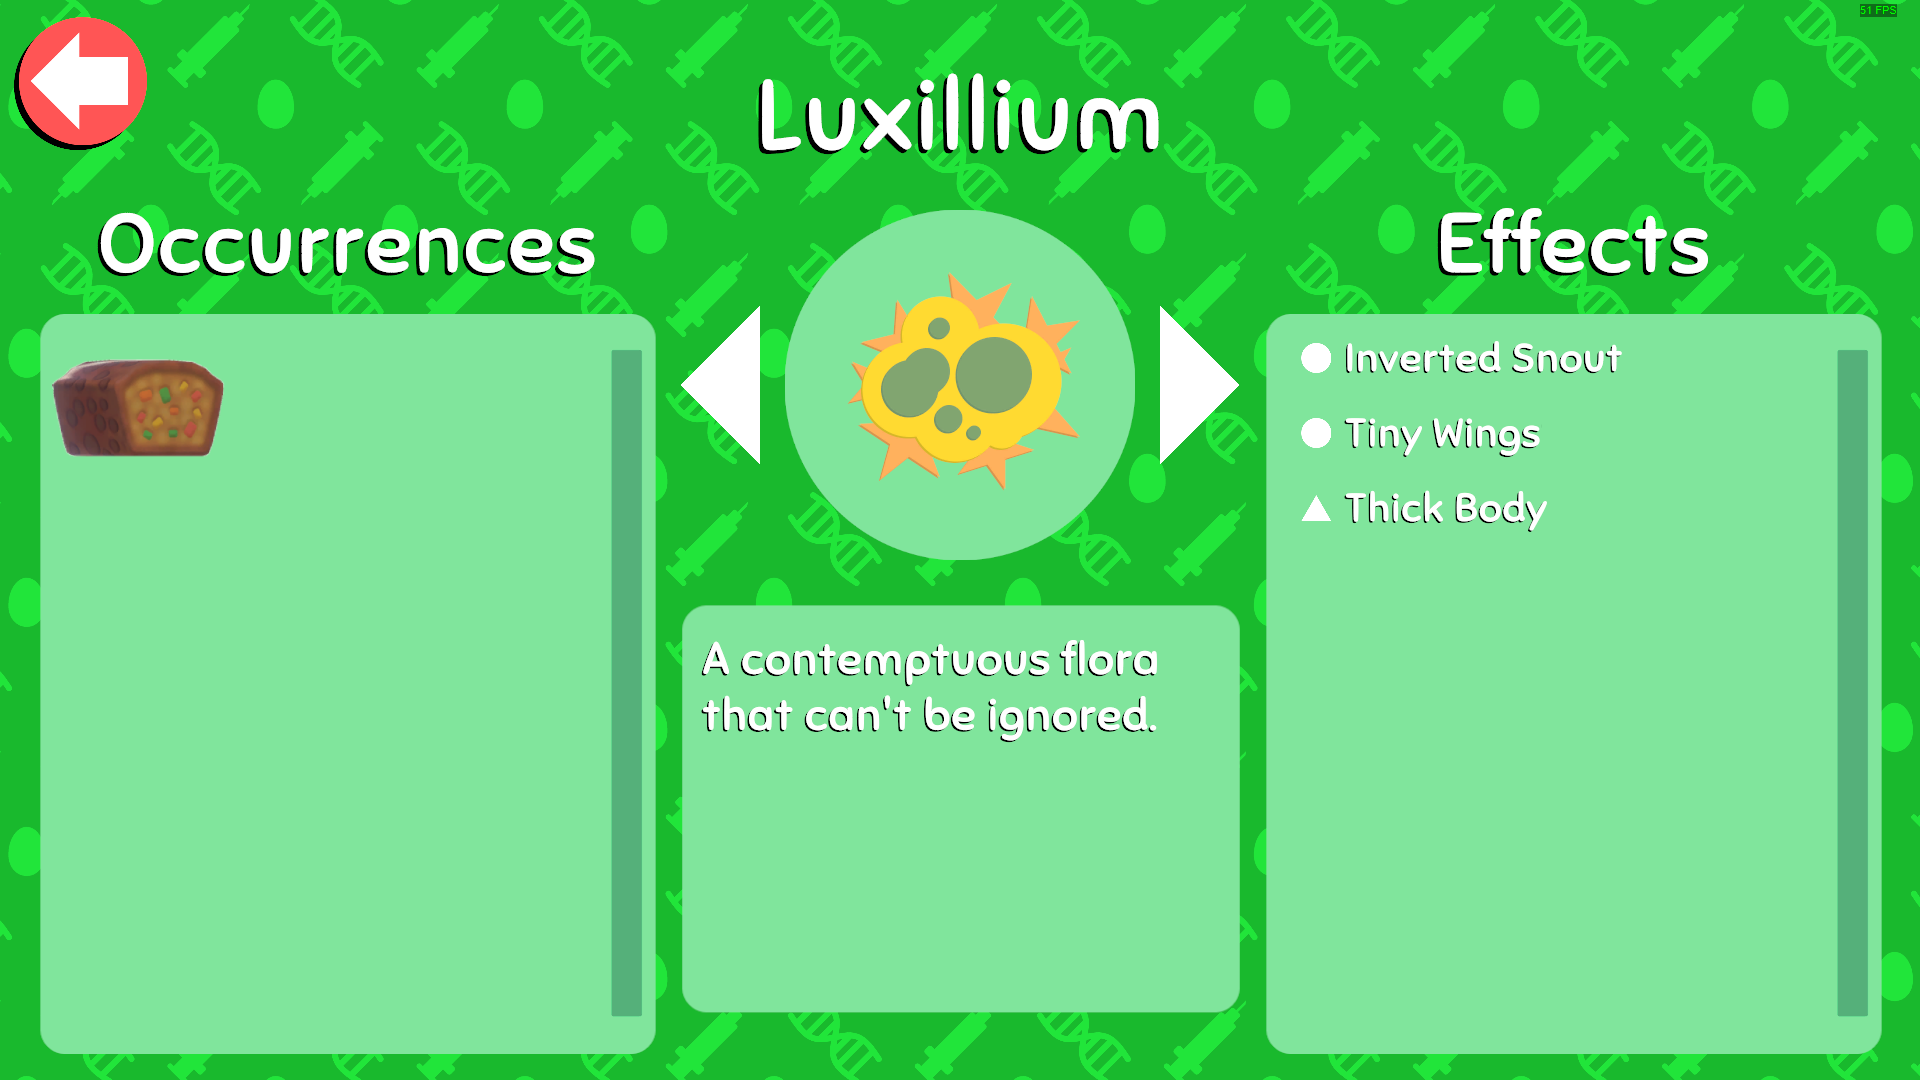 51 FPS
Luxillium
Occurrences
Effects
Inverted Snout
Tiny Wings
Thick Body
A contemptuous flora
that can't be ignored.